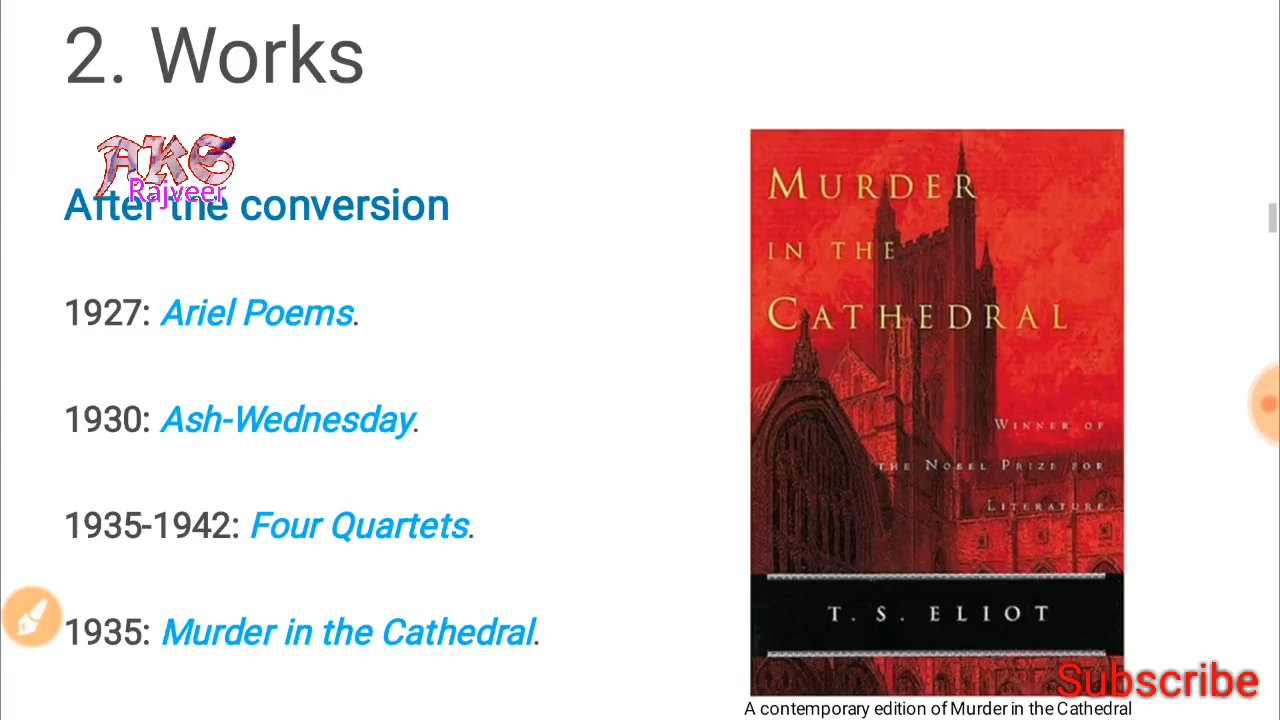 2. Works
AKS
Rajveer
After the conversion
1927: Ariel Poems.
1930: Ash-Wednesday.
1935-1942: Four Quartets.
1935: Murder in the Cathedral.
MURDER
IN THE
CATHEDRAL
WINNER OF
THE NOBEL PRIZE FOR
LITERATURE
T. S. ELIOT
Subscribe
A contemporary edition of Murder in the Cathedral